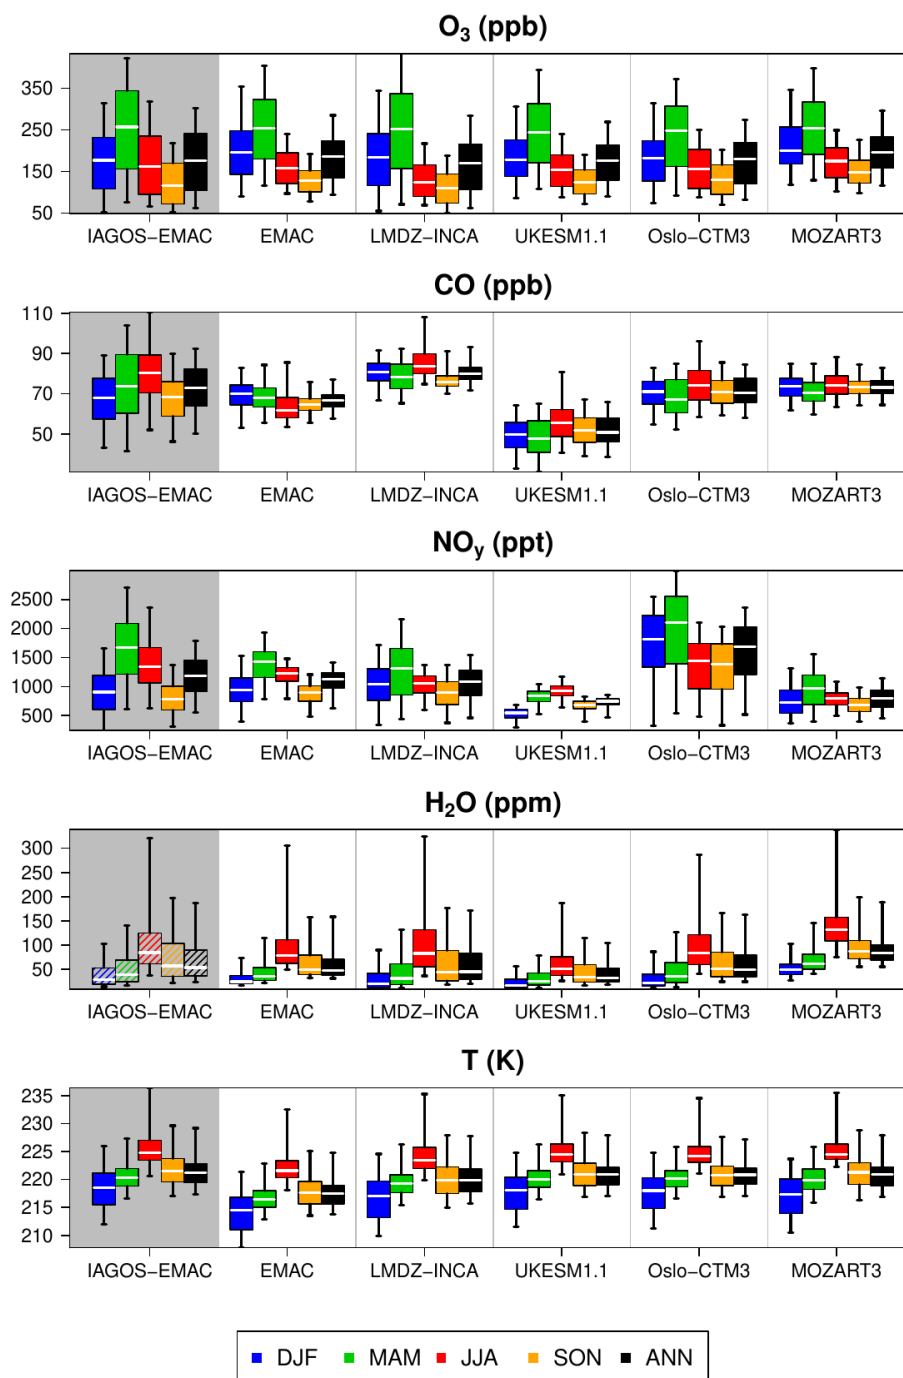 O₃ (ppb)
350
250
150
50
IAGOS−EMAC EMAC LMDZ−INCA UKESM1.1 Oslo−CTM3 MOZART3
CO (ppb)
110
90
70
50
IAGOS−EMAC EMAC LMDZ−INCA UKESM1.1 Oslo−CTM3 MOZART3
NOy (ppt)
2500
2000
1500
1000
500
IAGOS−EMAC EMAC LMDZ−INCA UKESM1.1 Oslo−CTM3 MOZART3
H₂O (ppm)
300
250
200
150
100
50
IAGOS−EMAC EMAC LMDZ−INCA UKESM1.1 Oslo−CTM3 MOZART3
T (K)
235
230
225
220
215
210
IAGOS−EMAC EMAC LMDZ−INCA UKESM1.1 Oslo−CTM3 MOZART3
DJF MAM JJA SON ANN